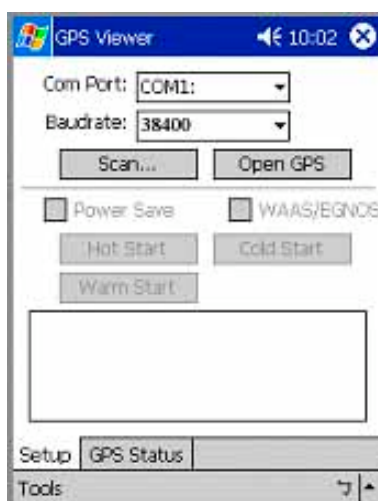 GPS Viewer 10:02
Com Port: COM1:
Baudrate: 38400
Scan... Open GPS
Power Save WAAS/EGNOS
Hot Start Cold Start
Warm Start
Setup GPS Status
Tools